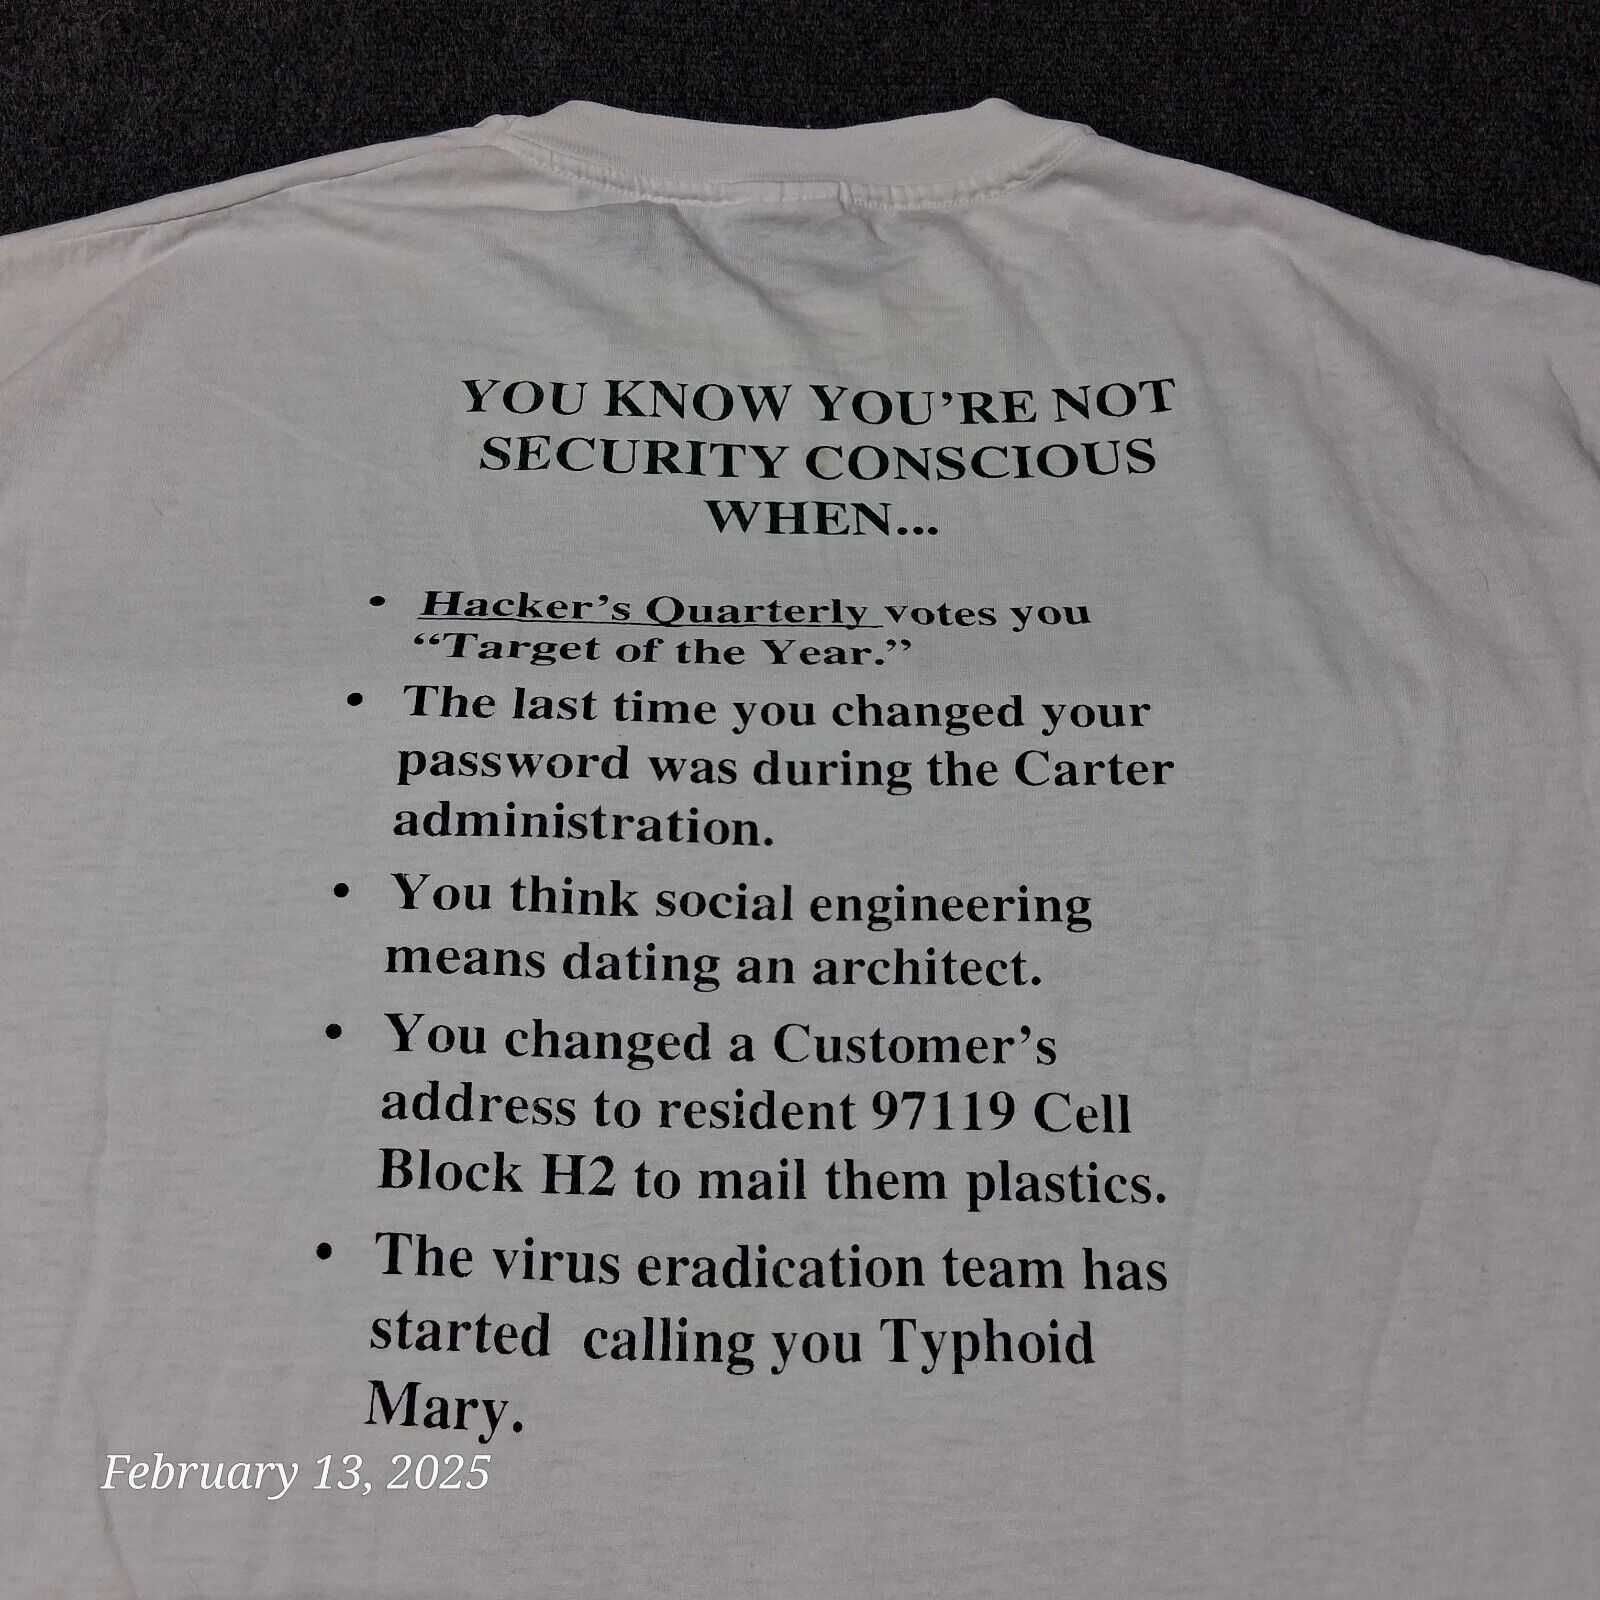 YOU KNOW YOU'RE NOT
SECURITY CONSCIOUS
WHEN...
• Hacker's Quarterly votes you
“Target of the Year.”
• The last time you changed your
password was during the Carter
administration.
• You think social engineering
means dating an architect.
• You changed a Customer's
address to resident 97119 Cell
Block H2 to mail them plastics.
• The virus eradication team has
started calling you Typhoid
Mary.
February 13, 2025